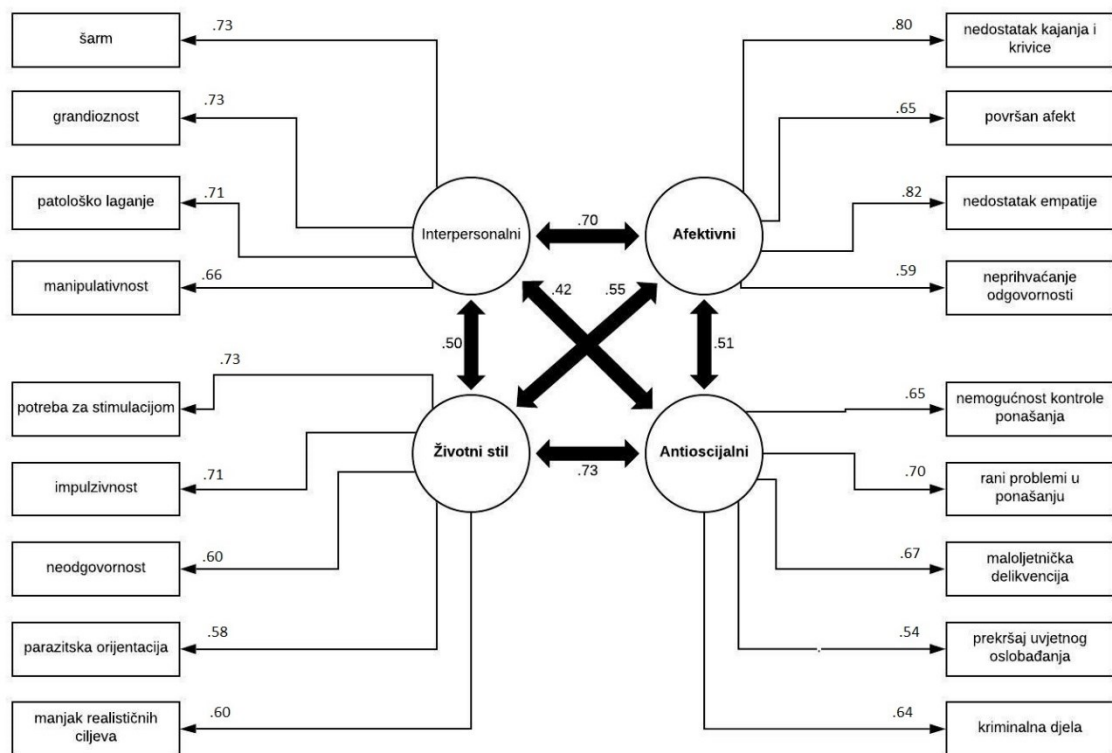 .73
šarm
.73
grandioznost
.71
patološko laganje
.66
manipulativnost
.80
nedostatak kajanja i
krivice
.65
površan afekt
.82
nedostatak empatije
.59
neprihvaćanje
odgovornosti
Interpersonalni
.70
Afektivni
.42
.55
.50
.51
Životni stil
.73
Antioscijalni
.73
potreba za stimulacijom
.71
impulzivnost
.60
neodgovornost
.58
parazitska orijentacija
.60
manjak realističnih
ciljeva
.65
nemogućnost kontrole
ponašanja
.70
rani problemi u
ponašanju
.67
maloljetnička
delikvencija
.54
prekršaj uvjetnog
oslobađanja
.64
kriminalna djela